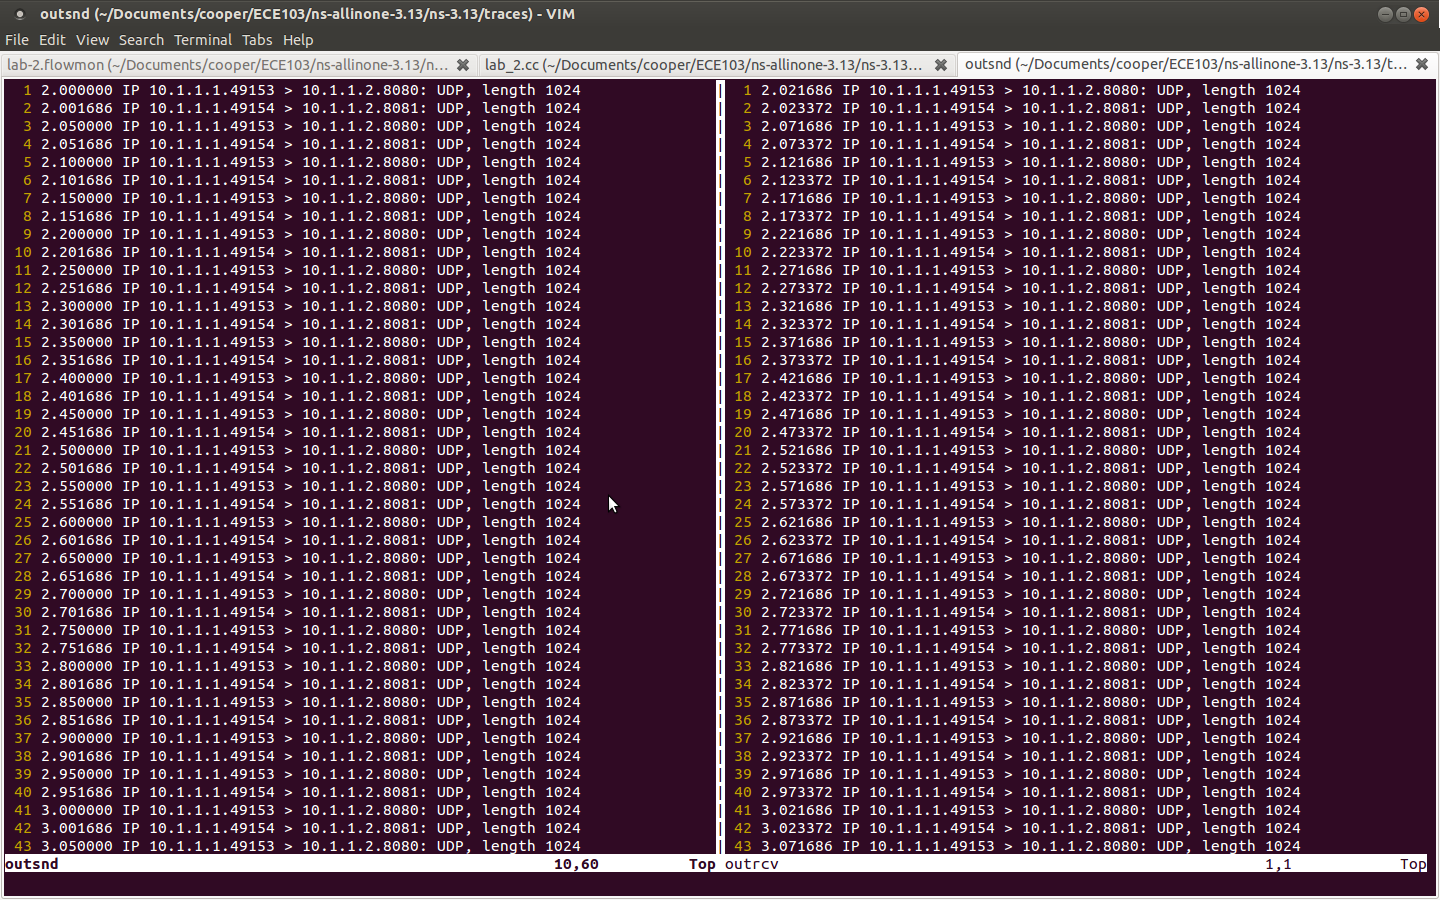 outsnd (~/Documents/cooper/ECE103/ns-allinone-3.13/ns-3.13/traces) - VIM
File Edit View Search Terminal Tabs Help
lab-2.flowmon (~/Documents/cooper/ECE103/ns-allinone-3.13/n... lab_2.cc (~/Documents/cooper/ECE103/ns-allinone-3.13/ns-3.13... outsnd (~/Documents/cooper/ECE103/ns-allinone-3.13/ns-3.13/t...
1 2.000000 IP 10.1.1.1.49153 > 10.1.1.2.8080: UDP, length 1024
2 2.001686 IP 10.1.1.1.49154 > 10.1.1.2.8081: UDP, length 1024
3 2.050000 IP 10.1.1.1.49153 > 10.1.1.2.8080: UDP, length 1024
4 2.051686 IP 10.1.1.1.49154 > 10.1.1.2.8081: UDP, length 1024
5 2.100000 IP 10.1.1.1.49153 > 10.1.1.2.8080: UDP, length 1024
6 2.101686 IP 10.1.1.1.49154 > 10.1.1.2.8081: UDP, length 1024
7 2.150000 IP 10.1.1.1.49153 > 10.1.1.2.8080: UDP, length 1024
8 2.151686 IP 10.1.1.1.49154 > 10.1.1.2.8081: UDP, length 1024
9 2.200000 IP 10.1.1.1.49153 > 10.1.1.2.8080: UDP, length 1024
10 2.201686 IP 10.1.1.1.49154 > 10.1.1.2.8081: UDP, length 1024
11 2.250000 IP 10.1.1.1.49153 > 10.1.1.2.8080: UDP, length 1024
12 2.251686 IP 10.1.1.1.49154 > 10.1.1.2.8081: UDP, length 1024
13 2.300000 IP 10.1.1.1.49153 > 10.1.1.2.8080: UDP, length 1024
14 2.301686 IP 10.1.1.1.49154 > 10.1.1.2.8081: UDP, length 1024
15 2.350000 IP 10.1.1.1.49153 > 10.1.1.2.8080: UDP, length 1024
16 2.351686 IP 10.1.1.1.49154 > 10.1.1.2.8081: UDP, length 1024
17 2.400000 IP 10.1.1.1.49153 > 10.1.1.2.8080: UDP, length 1024
18 2.401686 IP 10.1.1.1.49154 > 10.1.1.2.8081: UDP, length 1024
19 2.450000 IP 10.1.1.1.49153 > 10.1.1.2.8080: UDP, length 1024
20 2.451686 IP 10.1.1.1.49154 > 10.1.1.2.8081: UDP, length 1024
21 2.500000 IP 10.1.1.1.49153 > 10.1.1.2.8080: UDP, length 1024
22 2.501686 IP 10.1.1.1.49154 > 10.1.1.2.8081: UDP, length 1024
23 2.550000 IP 10.1.1.1.49153 > 10.1.1.2.8080: UDP, length 1024
24 2.551686 IP 10.1.1.1.49154 > 10.1.1.2.8081: UDP, length 1024
25 2.600000 IP 10.1.1.1.49153 > 10.1.1.2.8080: UDP, length 1024
26 2.601686 IP 10.1.1.1.49154 > 10.1.1.2.8081: UDP, length 1024
27 2.650000 IP 10.1.1.1.49153 > 10.1.1.2.8080: UDP, length 1024
28 2.651686 IP 10.1.1.1.49154 > 10.1.1.2.8081: UDP, length 1024
29 2.700000 IP 10.1.1.1.49153 > 10.1.1.2.8080: UDP, length 1024
30 2.701686 IP 10.1.1.1.49154 > 10.1.1.2.8081: UDP, length 1024
31 2.750000 IP 10.1.1.1.49153 > 10.1.1.2.8080: UDP, length 1024
32 2.751686 IP 10.1.1.1.49154 > 10.1.1.2.8081: UDP, length 1024
33 2.800000 IP 10.1.1.1.49153 > 10.1.1.2.8080: UDP, length 1024
34 2.801686 IP 10.1.1.1.49154 > 10.1.1.2.8081: UDP, length 1024
35 2.850000 IP 10.1.1.1.49153 > 10.1.1.2.8080: UDP, length 1024
36 2.851686 IP 10.1.1.1.49154 > 10.1.1.2.8081: UDP, length 1024
37 2.900000 IP 10.1.1.1.49153 > 10.1.1.2.8080: UDP, length 1024
38 2.901686 IP 10.1.1.1.49154 > 10.1.1.2.8081: UDP, length 1024
39 2.950000 IP 10.1.1.1.49153 > 10.1.1.2.8080: UDP, length 1024
40 2.951686 IP 10.1.1.1.49154 > 10.1.1.2.8081: UDP, length 1024
41 3.000000 IP 10.1.1.1.49153 > 10.1.1.2.8080: UDP, length 1024
42 3.001686 IP 10.1.1.1.49154 > 10.1.1.2.8081: UDP, length 1024
43 3.050000 IP 10.1.1.1.49153 > 10.1.1.2.8080: UDP, length 1024
outsnd 10,60 Top
1 2.021686 IP 10.1.1.1.49153 > 10.1.1.2.8080: UDP, length 1024
2 2.023372 IP 10.1.1.1.49154 > 10.1.1.2.8081: UDP, length 1024
3 2.071686 IP 10.1.1.1.49153 > 10.1.1.2.8080: UDP, length 1024
4 2.073372 IP 10.1.1.1.49154 > 10.1.1.2.8081: UDP, length 1024
5 2.121686 IP 10.1.1.1.49153 > 10.1.1.2.8080: UDP, length 1024
6 2.123372 IP 10.1.1.1.49154 > 10.1.1.2.8081: UDP, length 1024
7 2.171686 IP 10.1.1.1.49153 > 10.1.1.2.8080: UDP, length 1024
8 2.173372 IP 10.1.1.1.49154 > 10.1.1.2.8081: UDP, length 1024
9 2.221686 IP 10.1.1.1.49153 > 10.1.1.2.8080: UDP, length 1024
10 2.223372 IP 10.1.1.1.49154 > 10.1.1.2.8081: UDP, length 1024
11 2.271686 IP 10.1.1.1.49153 > 10.1.1.2.8080: UDP, length 1024
12 2.273372 IP 10.1.1.1.49154 > 10.1.1.2.8081: UDP, length 1024
13 2.321686 IP 10.1.1.1.49153 > 10.1.1.2.8080: UDP, length 1024
14 2.323372 IP 10.1.1.1.49154 > 10.1.1.2.8081: UDP, length 1024
15 2.371686 IP 10.1.1.1.49153 > 10.1.1.2.8080: UDP, length 1024
16 2.373372 IP 10.1.1.1.49154 > 10.1.1.2.8081: UDP, length 1024
17 2.421686 IP 10.1.1.1.49153 > 10.1.1.2.8080: UDP, length 1024
18 2.423372 IP 10.1.1.1.49154 > 10.1.1.2.8081: UDP, length 1024
19 2.471686 IP 10.1.1.1.49153 > 10.1.1.2.8080: UDP, length 1024
20 2.473372 IP 10.1.1.1.49154 > 10.1.1.2.8081: UDP, length 1024
21 2.521686 IP 10.1.1.1.49153 > 10.1.1.2.8080: UDP, length 1024
22 2.523372 IP 10.1.1.1.49154 > 10.1.1.2.8081: UDP, length 1024
23 2.571686 IP 10.1.1.1.49153 > 10.1.1.2.8080: UDP, length 1024
24 2.573372 IP 10.1.1.1.49154 > 10.1.1.2.8081: UDP, length 1024
25 2.621686 IP 10.1.1.1.49153 > 10.1.1.2.8080: UDP, length 1024
26 2.623372 IP 10.1.1.1.49154 > 10.1.1.2.8081: UDP, length 1024
27 2.671686 IP 10.1.1.1.49153 > 10.1.1.2.8080: UDP, length 1024
28 2.673372 IP 10.1.1.1.49154 > 10.1.1.2.8081: UDP, length 1024
29 2.721686 IP 10.1.1.1.49153 > 10.1.1.2.8080: UDP, length 1024
30 2.723372 IP 10.1.1.1.49154 > 10.1.1.2.8081: UDP, length 1024
31 2.771686 IP 10.1.1.1.49153 > 10.1.1.2.8080: UDP, length 1024
32 2.773372 IP 10.1.1.1.49154 > 10.1.1.2.8081: UDP, length 1024
33 2.821686 IP 10.1.1.1.49153 > 10.1.1.2.8080: UDP, length 1024
34 2.823372 IP 10.1.1.1.49154 > 10.1.1.2.8081: UDP, length 1024
35 2.871686 IP 10.1.1.1.49153 > 10.1.1.2.8080: UDP, length 1024
36 2.873372 IP 10.1.1.1.49154 > 10.1.1.2.8081: UDP, length 1024
37 2.921686 IP 10.1.1.1.49153 > 10.1.1.2.8080: UDP, length 1024
38 2.923372 IP 10.1.1.1.49154 > 10.1.1.2.8081: UDP, length 1024
39 2.971686 IP 10.1.1.1.49153 > 10.1.1.2.8080: UDP, length 1024
40 2.973372 IP 10.1.1.1.49154 > 10.1.1.2.8081: UDP, length 1024
41 3.021686 IP 10.1.1.1.49153 > 10.1.1.2.8080: UDP, length 1024
42 3.023372 IP 10.1.1.1.49154 > 10.1.1.2.8081: UDP, length 1024
43 3.071686 IP 10.1.1.1.49153 > 10.1.1.2.8080: UDP, length 1024
outrcv 1,1 Top